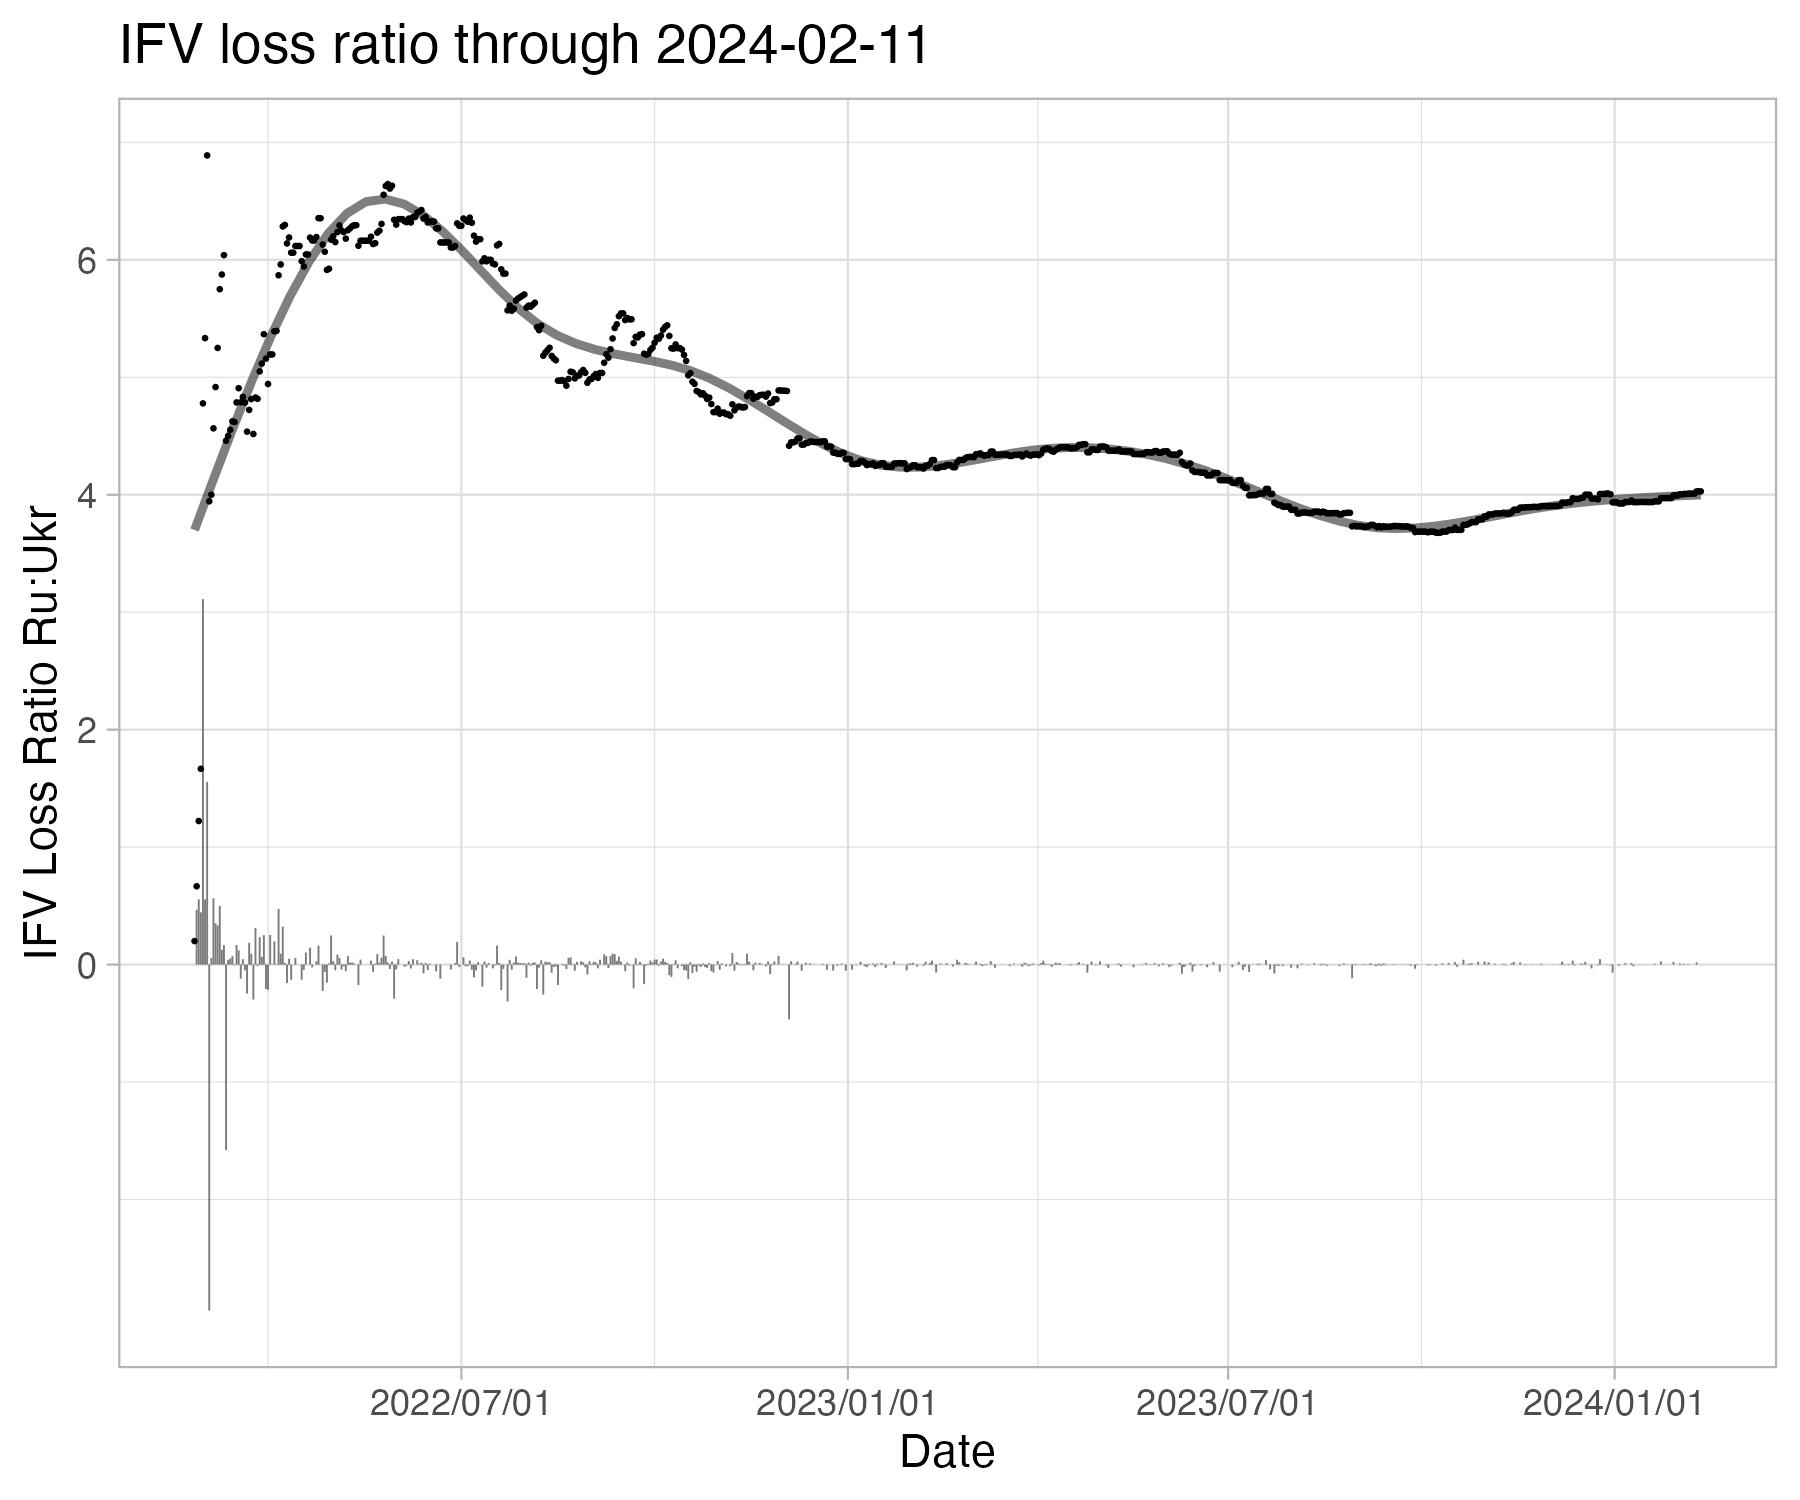 IFV loss ratio through 2024-02-11
IFV Loss Ratio Ru:Ukr
6
4
2
0
2022/07/01
2023/01/01
2023/07/01
2024/01/01
Date